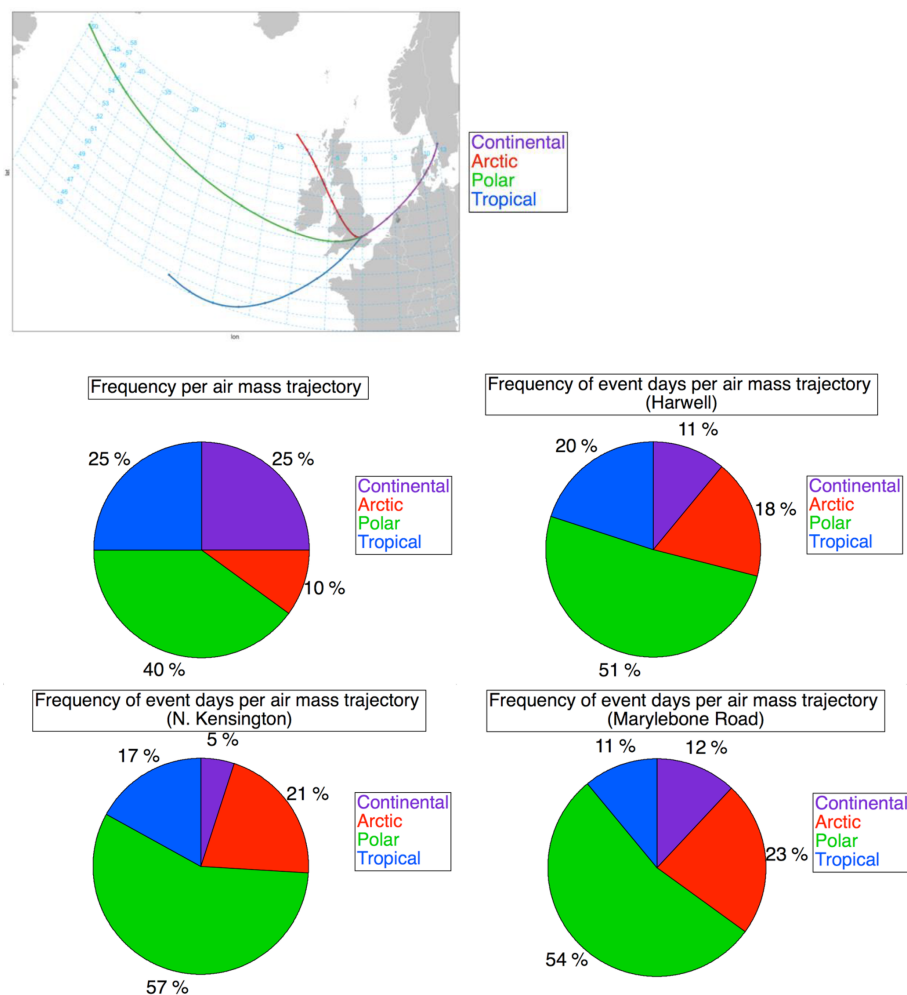 Continental
Arctic
Polar
Tropical
lat
lon
Frequency per air mass trajectory
25 %
25 %
10 %
40 %
Continental
Arctic
Polar
Tropical
Frequency of event days per air mass trajectory
(Harwell)
11 %
20 %
18 %
51 %
Continental
Arctic
Polar
Tropical
Frequency of event days per air mass trajectory
(N. Kensington)
5 %
17 %
21 %
57 %
Continental
Arctic
Polar
Tropical
Frequency of event days per air mass trajectory
(Marylebone Road)
11 %
12 %
23 %
54 %
Continental
Arctic
Polar
Tropical